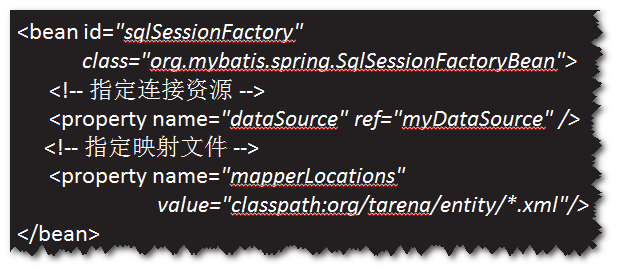 <bean id="sqlSessionFactory"
class="org.mybatis.spring.SqlSessionFactoryBean">
<!-- 指定连接资源 -->
<property name="dataSource" ref="myDataSource" />
<!-- 指定映射文件 -->
<property name="mapperLocations"
value="classpath:org/tarena/entity/*.xml"/>
</bean>